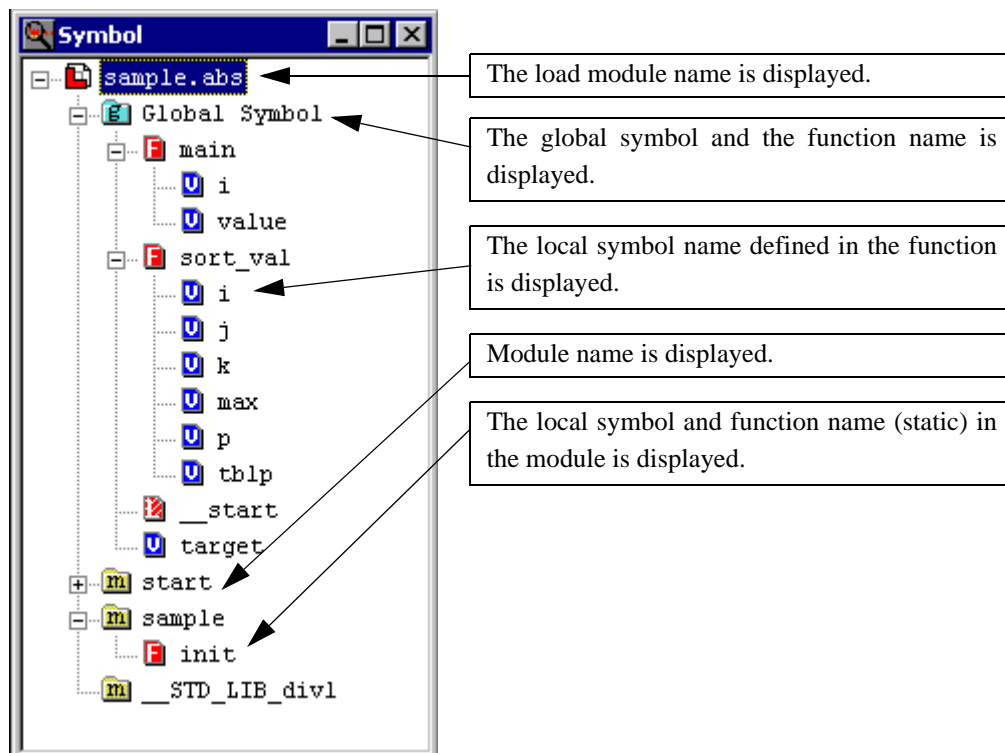 Symbol
sample.abs
Global Symbol
main
i
value
sort_val
i
j
k
max
p
tblp
__start
target
start
sample
init
__STD_LIB_divl
The load module name is displayed.
The global symbol and the function name is
displayed.
The local symbol name defined in the function
is displayed.
Module name is displayed.
The local symbol and function name (static) in
the module is displayed.